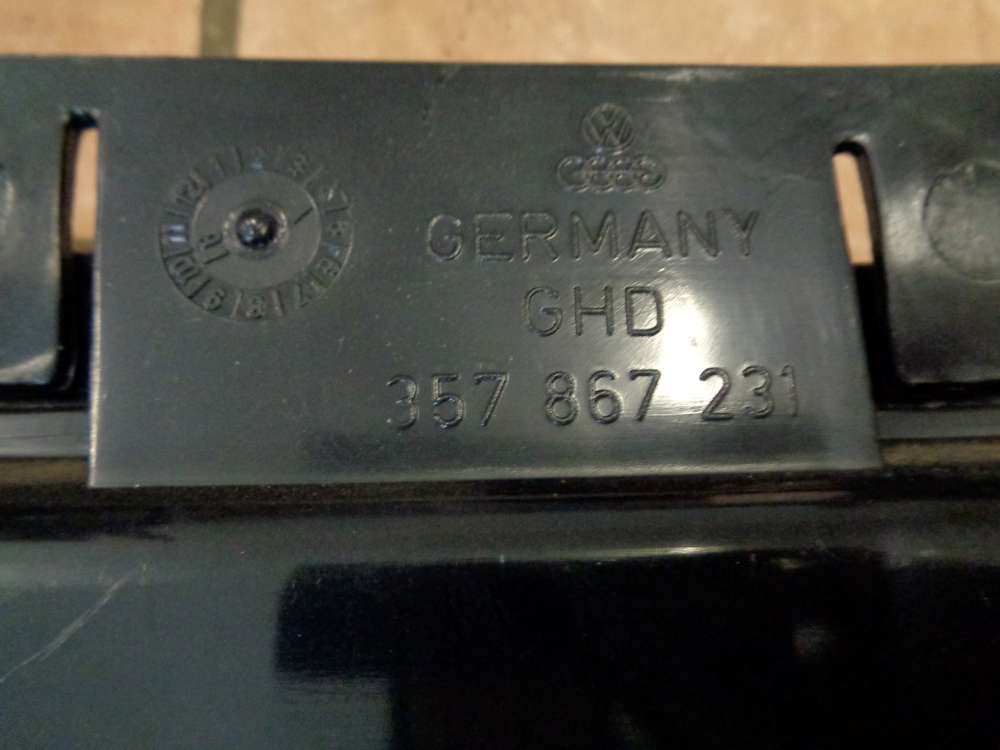 GERMANY
GHD
357 867 231